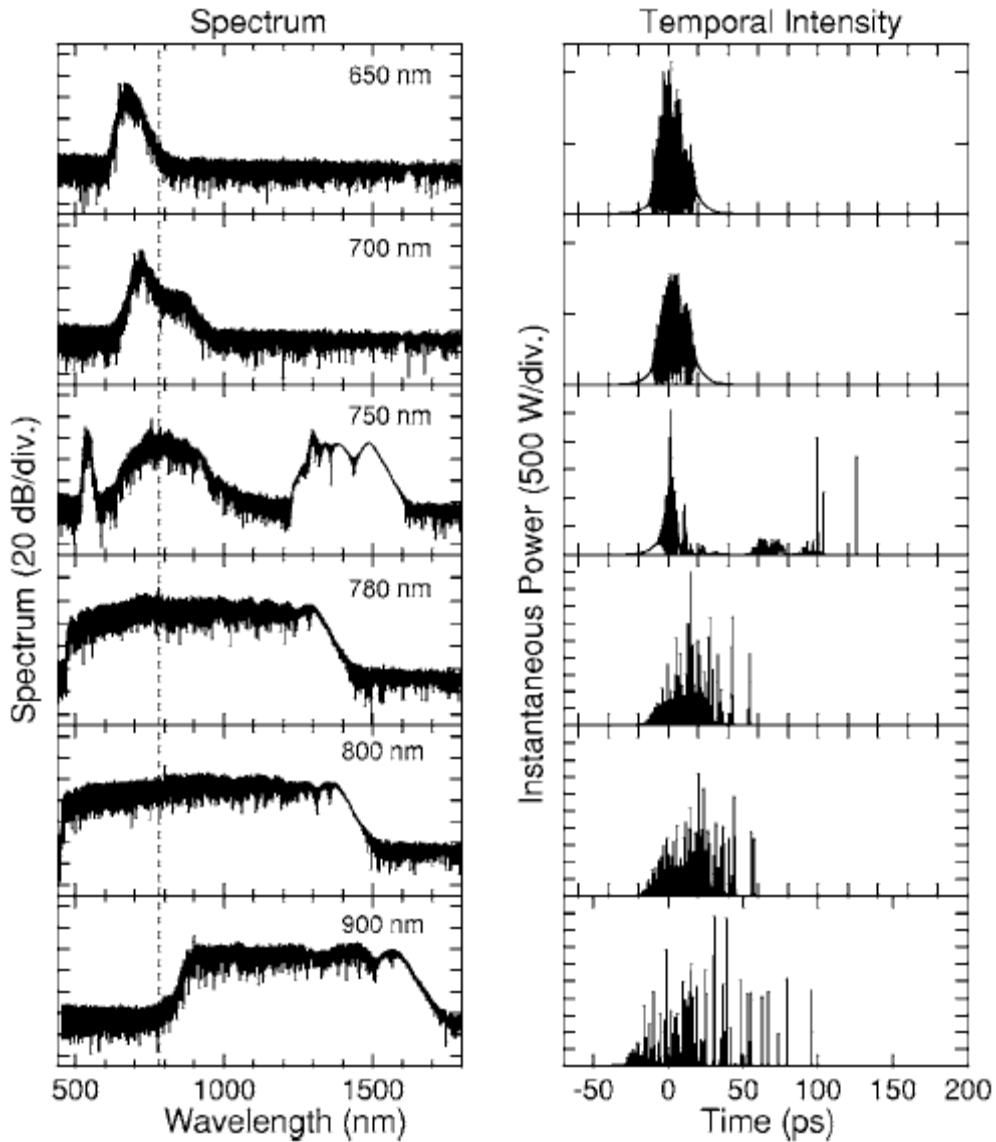 Spectrum
Temporal Intensity
650 nm
700 nm
750 nm
780 nm
800 nm
900 nm
Spectrum (20 dB/div.)
Instantaneous Power (500 W/div.)
500
1000
1500
-50
0
50
100
150
200
Wavelength (nm)
Time (ps)